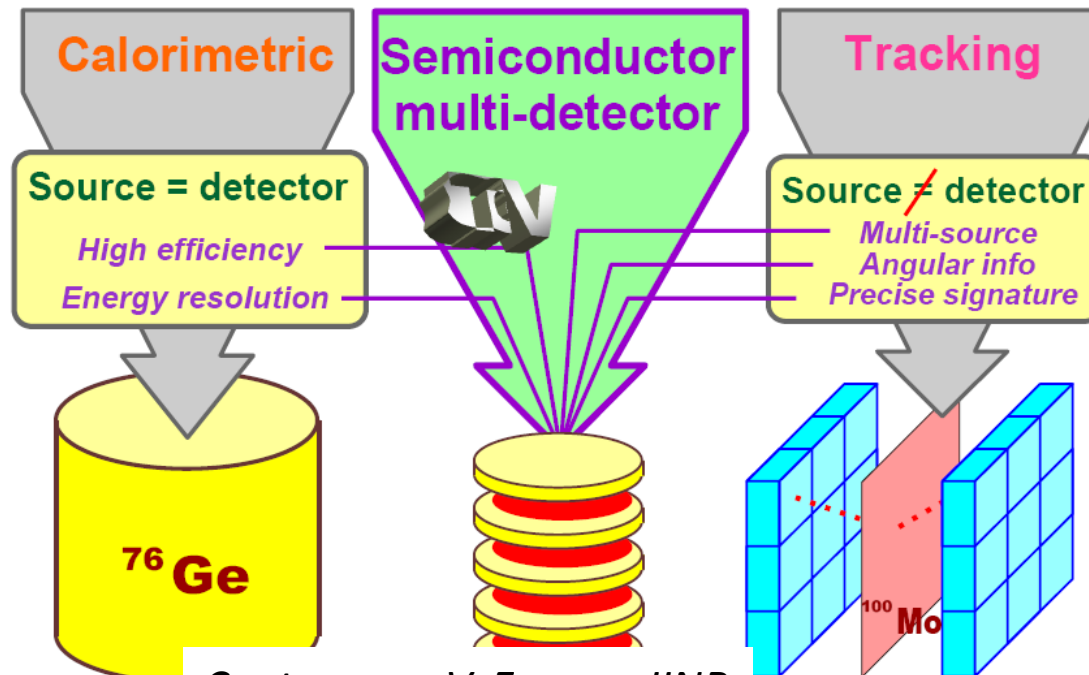 Calorimetric
Source = detector
High efficiency
Energy resolution
76Ge
Semiconductor
multi-detector
TGV
Tracking
Source ≠ detector
Multi-source
Angular info
Precise signature
100Mo